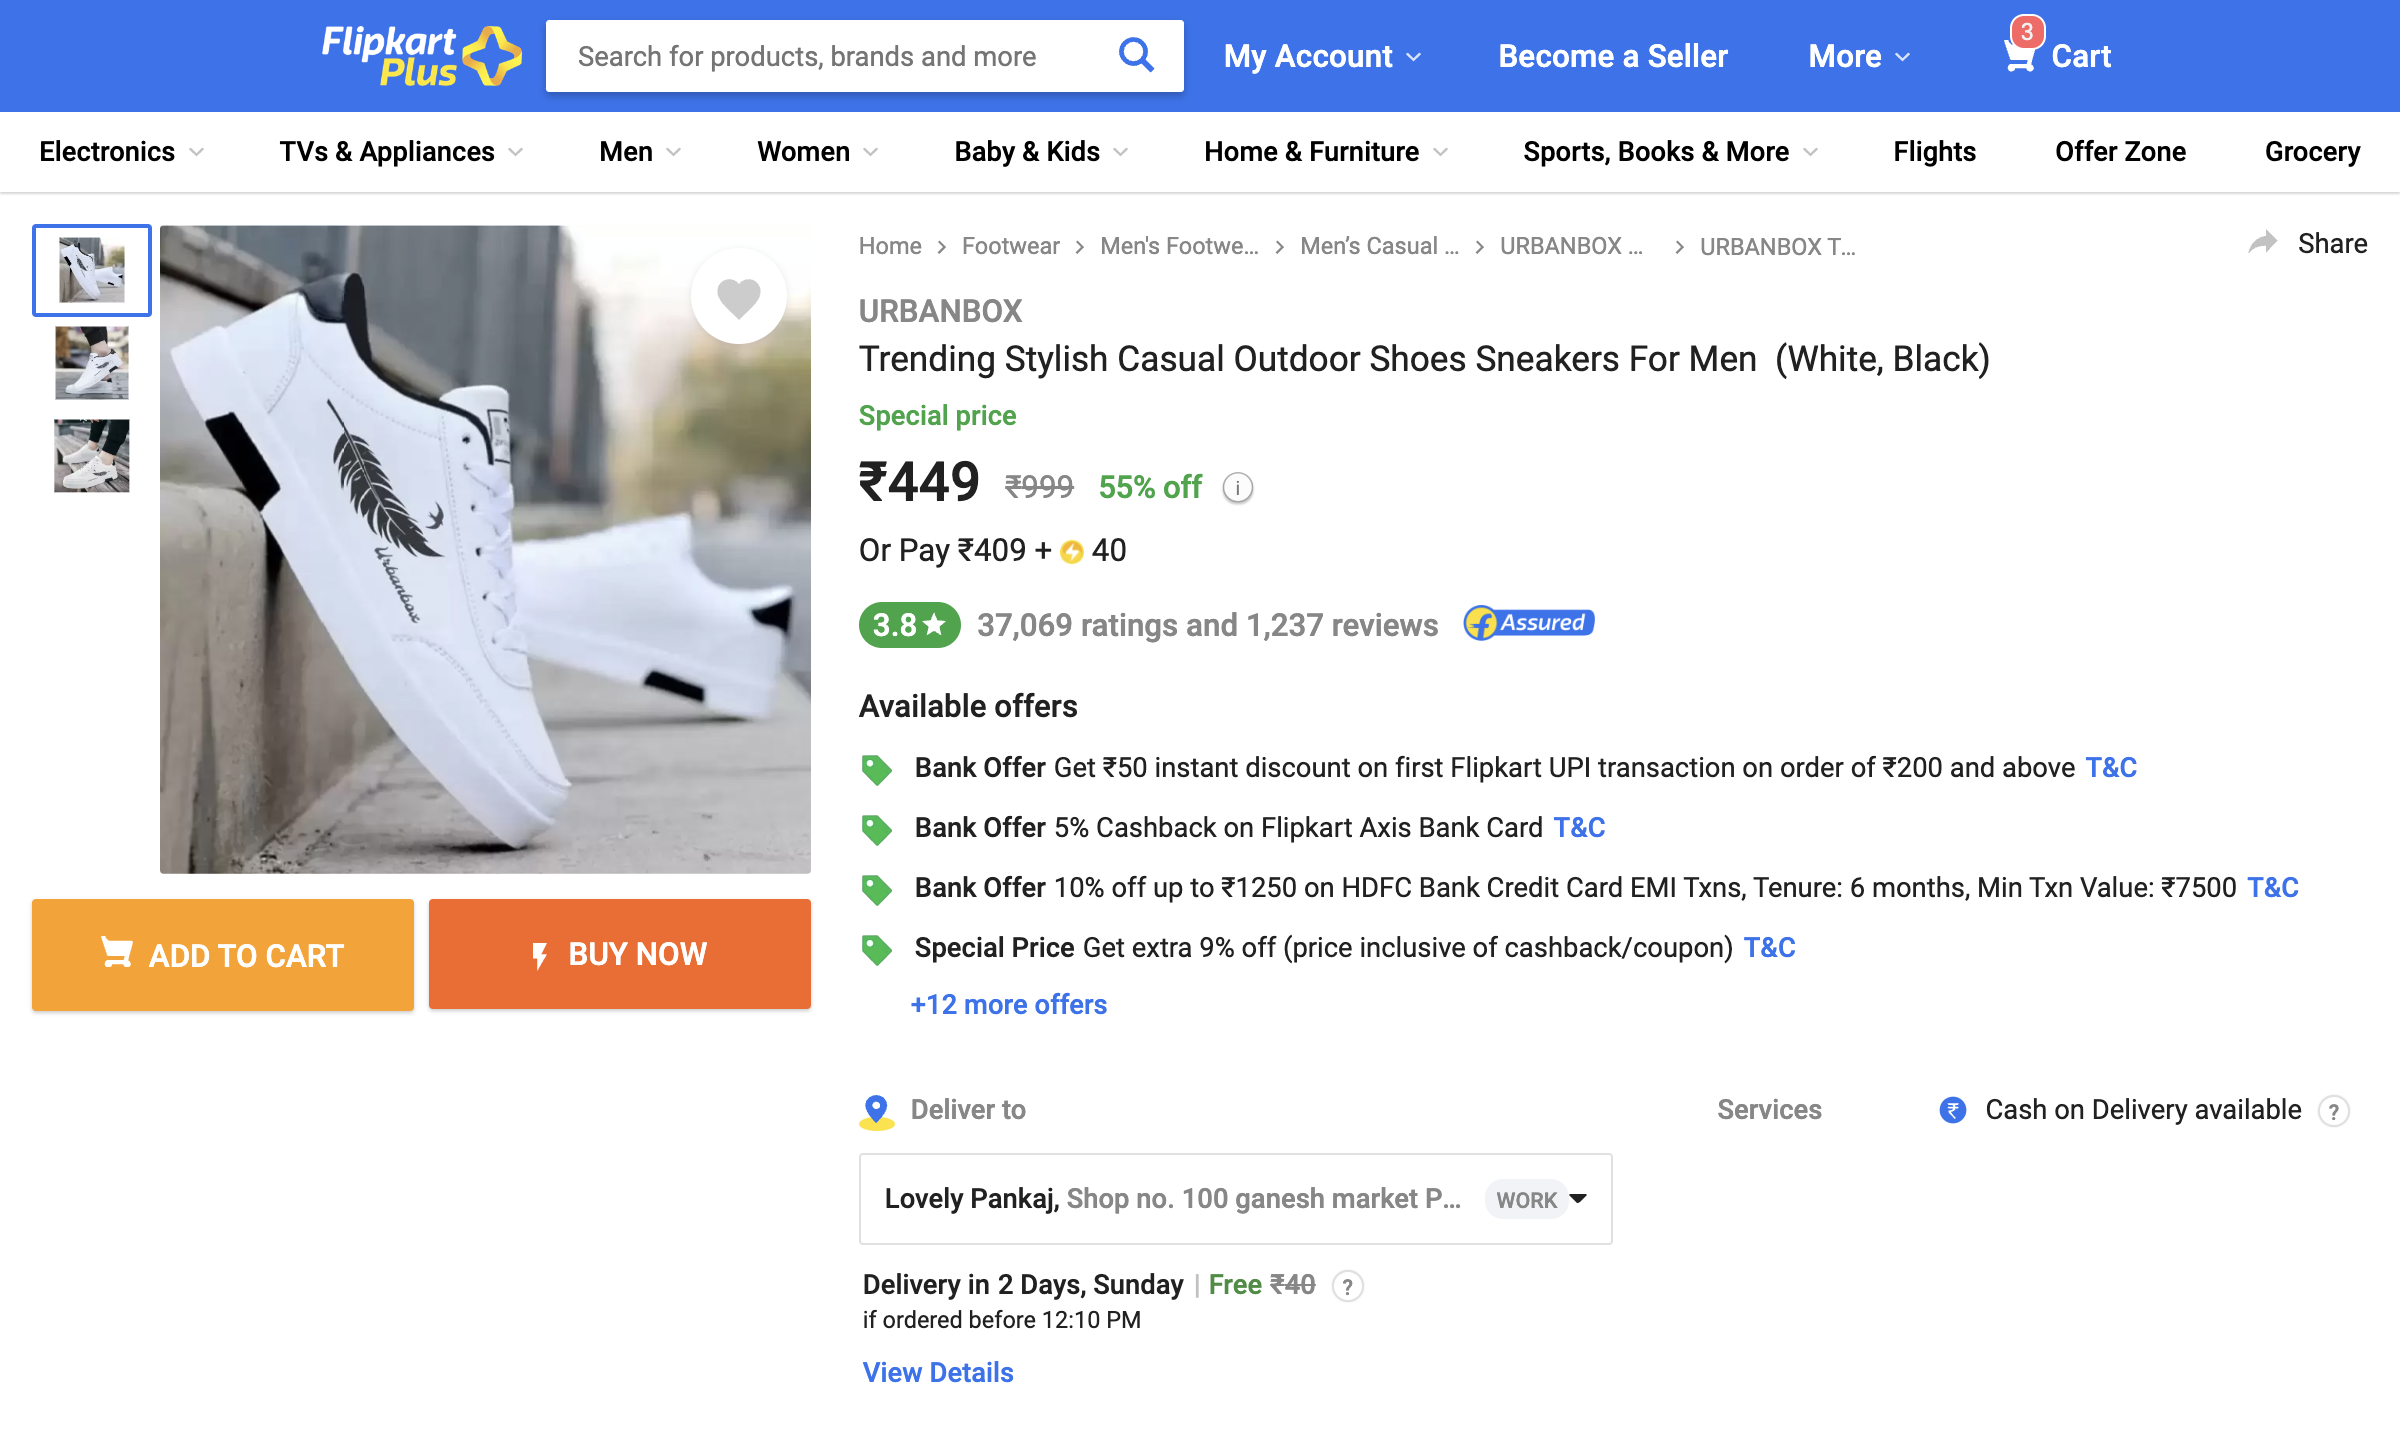 Flipkart
Plus
Search for products, brands and more
My Account
Become a Seller
More
3
Cart
Electronics
TVs & Appliances
Men
Women
Baby & Kids
Home & Furniture
Sports, Books & More
Flights
Offer Zone
Grocery
Home > Footwear > Men's Footwe... > Men’s Casual ... > URBANBOX ... > URBANBOX T...
Share
URBANBOX
Trending Stylish Casual Outdoor Shoes Sneakers For Men (White, Black)
Special price
₹449 ₹999 55% off i
Or Pay ₹409 + 40
3.8★ 37,069 ratings and 1,237 reviews f Assured
Urbanbox
Available offers
Bank Offer Get ₹50 instant discount on first Flipkart UPI transaction on order of ₹200 and above T&C
Bank Offer 5% Cashback on Flipkart Axis Bank Card T&C
Bank Offer 10% off up to ₹1250 on HDFC Bank Credit Card EMI Txns, Tenure: 6 months, Min Txn Value: ₹7500 T&C
Special Price Get extra 9% off (price inclusive of cashback/coupon) T&C
+12 more offers
ADD TO CART
BUY NOW
Deliver to
Services
₹ Cash on Delivery available ?
Lovely Pankaj, Shop no. 100 ganesh market P... WORK
Delivery in 2 Days, Sunday | Free ₹40 ?
if ordered before 12:10 PM
View Details